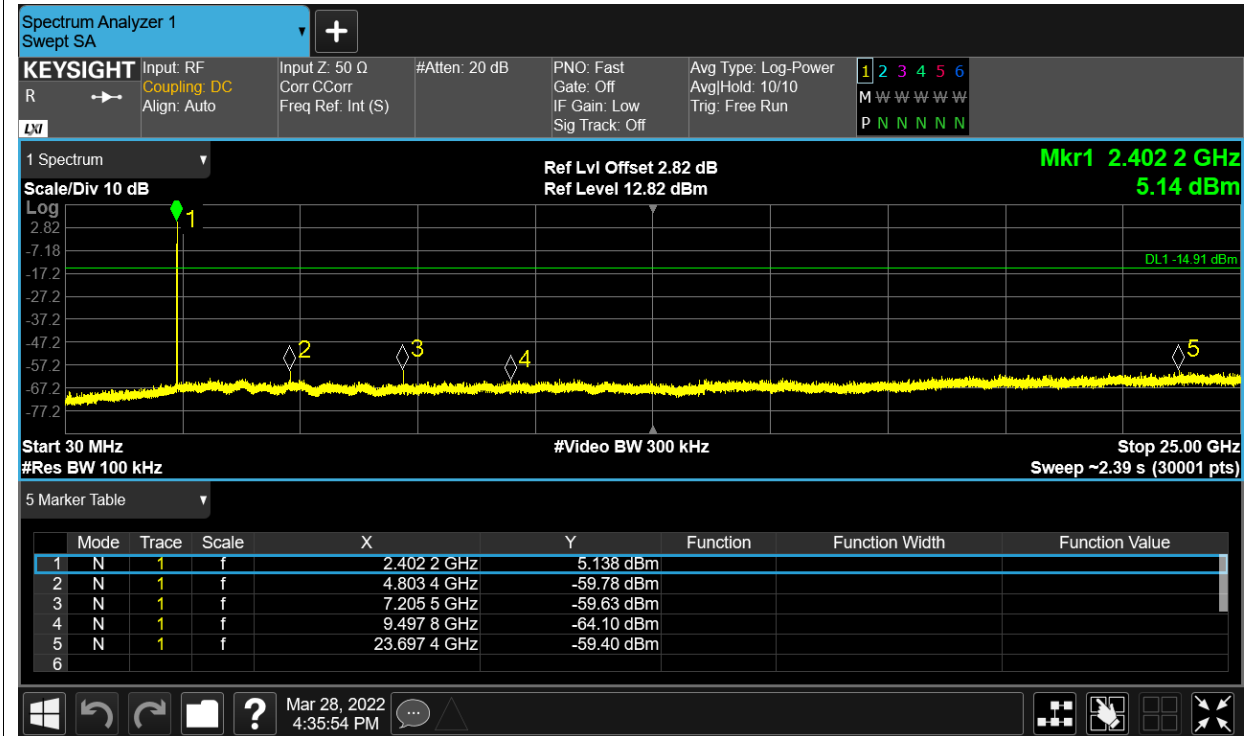 Spectrum Analyzer 1
Swept SA
+
KEYSIGHT Input: RF Input Z: 50 Ω #Atten: 20 dB PNO: Fast Avg Type: Log-Power 1 2 3 4 5 6
R Coupling: DC Corr CCorr Gate: Off Avg|Hold: 10/10 M W W W W W W
Align: Auto Freq Ref: Int (S) IF Gain: Low Trig: Free Run
LXI Sig Track: Off P N N N N N N
1 Spectrum
Ref Lvl Offset 2.82 dB Mkr1 2.402 2 GHz
Scale/Div 10 dB Ref Level 12.82 dBm 5.14 dBm
Log
1
2.82
-7.18
DL1 -14.91 dBm
-17.2
-27.2
-37.2
-47.2
2 3 4 5
-57.2
-67.2
-77.2
Start 30 MHz #Video BW 300 kHz Stop 25.00 GHz
#Res BW 100 kHz Sweep ~2.39 s (30001 pts)
5 Marker Table
Mode Trace Scale X Y Function Function Width Function Value
1 N 1 f 2.402 2 GHz 5.138 dBm
2 N 1 f 4.803 4 GHz -59.78 dBm
3 N 1 f 7.205 5 GHz -59.63 dBm
4 N 1 f 9.497 8 GHz -64.10 dBm
5 N 1 f 23.697 4 GHz -59.40 dBm
6
? Mar 28, 2022
4:35:54 PM